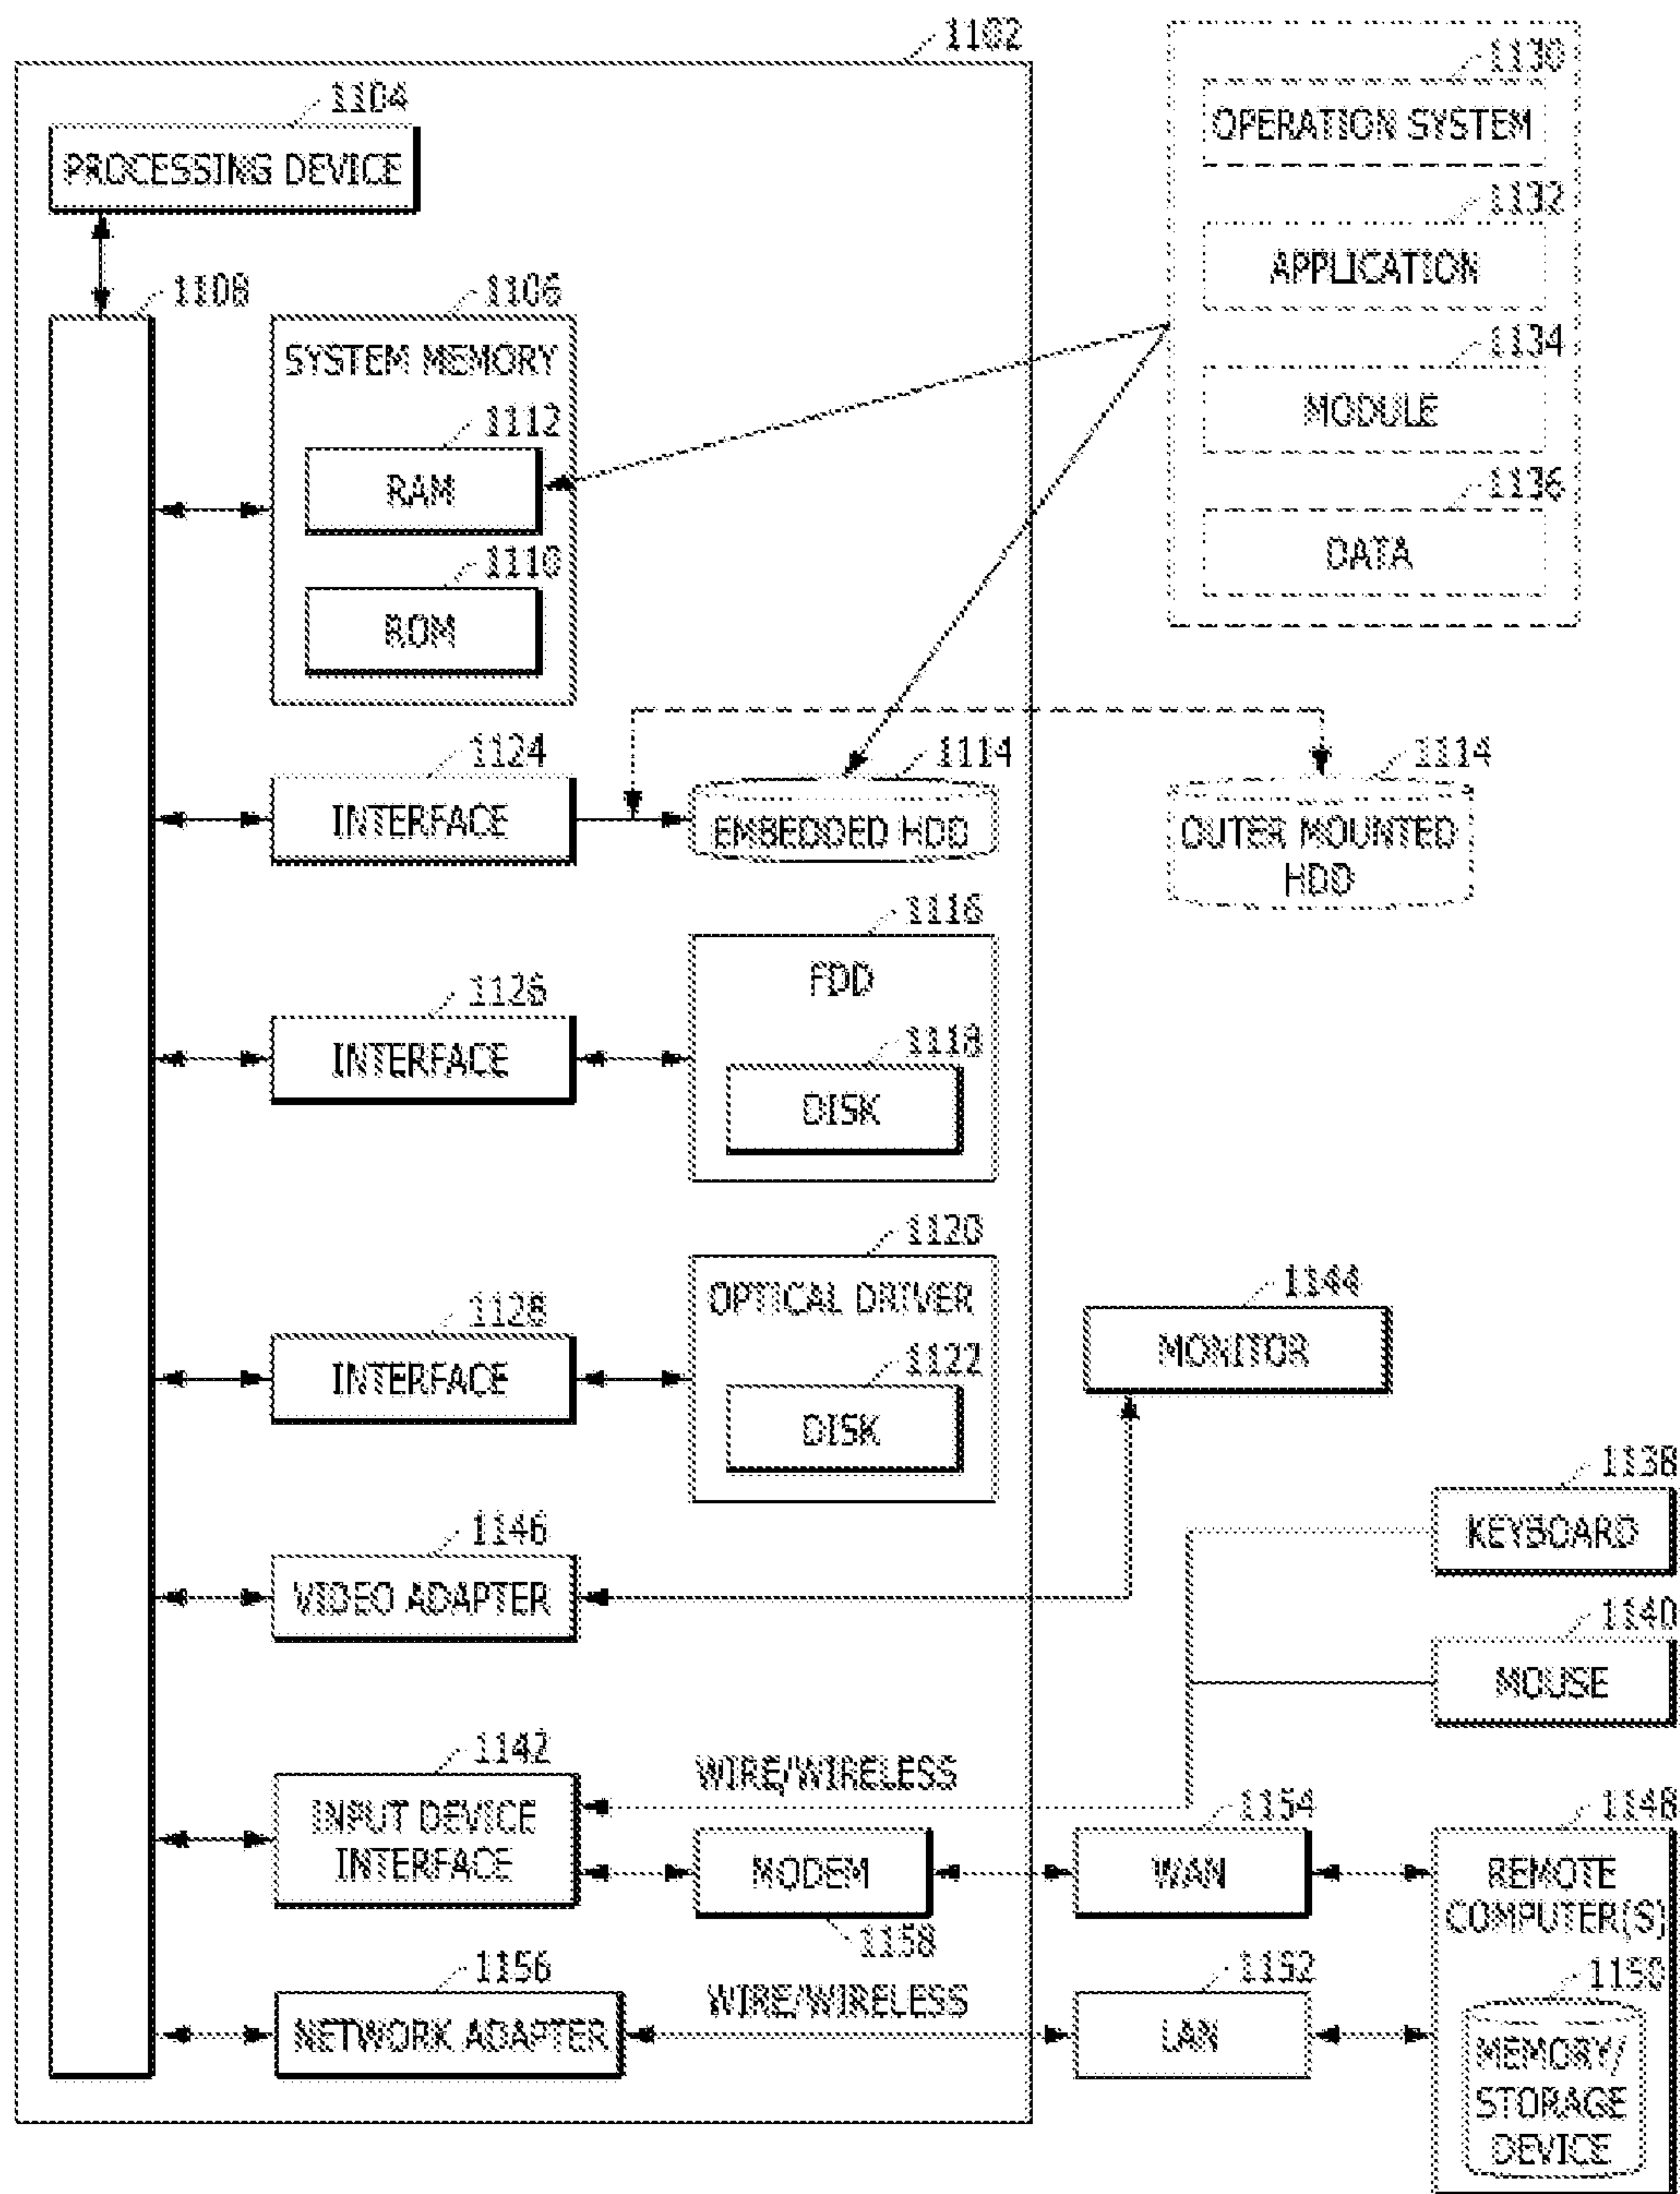 1102
1104
PROCESSING DEVICE
1130
OPERATION SYSTEM
1132
APPLICATION
1134
MODULE
1136
DATA
1108
1106
SYSTEM MEMORY
1112
RAM
1110
ROM
1124
INTERFACE
1114
EMBEDDED HDD
1114
OUTER MOUNTED
HDD
1116
FDD
1126
INTERFACE
1118
DISK
1120
OPTICAL DRIVER
1128
INTERFACE
1122
DISK
1144
MONITOR
1138
KEYBOARD
1146
VIDEO ADAPTER
1140
MOUSE
1142
INPUT DEVICE
INTERFACE
WIRE/WIRELESS
MODEM
1158
1154
WAN
1148
REMOTE
COMPUTER(S)
1156
NETWORK ADAPTER
WIRE/WIRELESS
1152
LAN
1150
MEMORY/
STORAGE
DEVICE